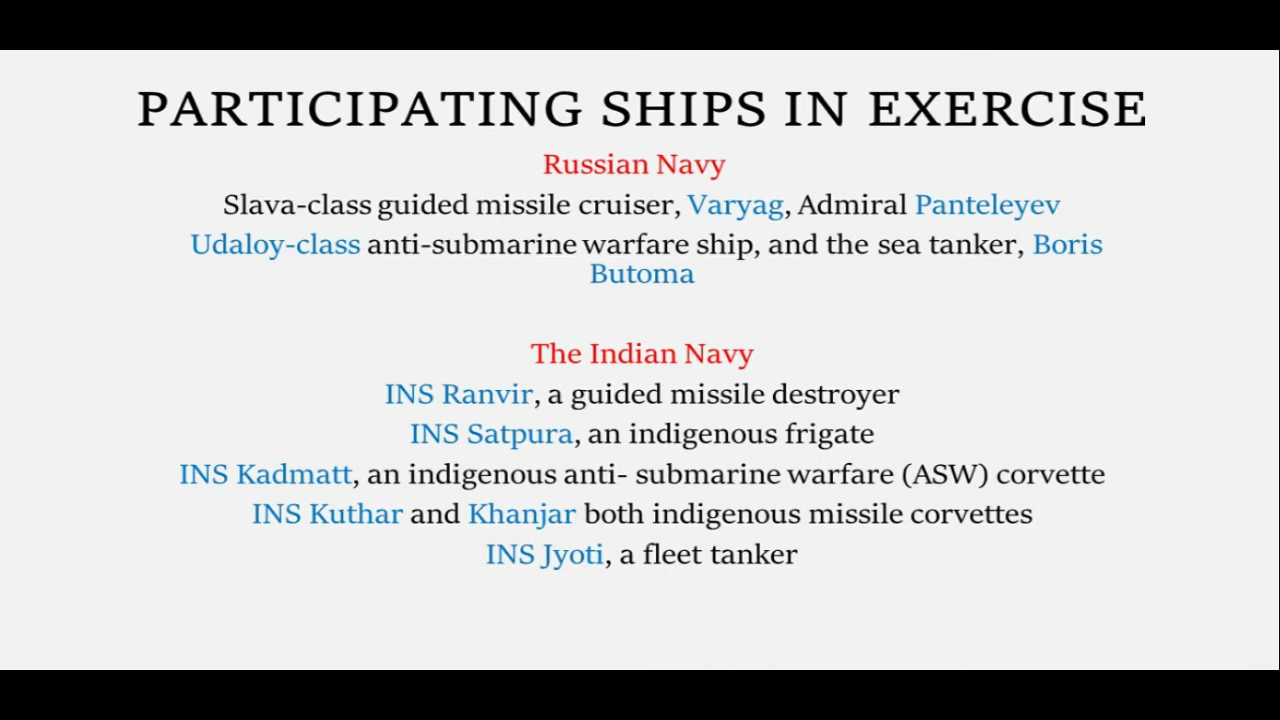 PARTICIPATING SHIPS IN EXERCISE
Russian Navy
Slava-class guided missile cruiser, Varyag, Admiral Panteleyev
Udaloy-class anti-submarine warfare ship, and the sea tanker, Boris
Butoma
The Indian Navy
INS Ranvir, a guided missile destroyer
INS Satpura, an indigenous frigate
INS Kadmatt, an indigenous anti- submarine warfare (ASW) corvette
INS Kuthar and Khanjar both indigenous missile corvettes
INS Jyoti, a fleet tanker